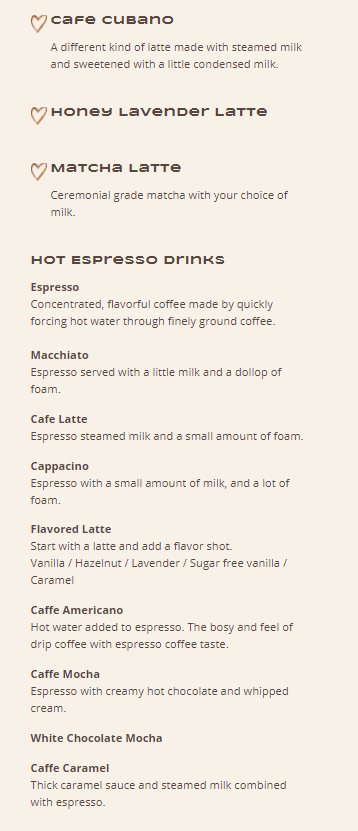 Cafe Cubano
A different kind of latte made with steamed milk
and sweetened with a little condensed milk.
Honey Lavender Latte
Matcha Latte
Ceremonial grade matcha with your choice of
milk.
Hot Espresso Drinks
Espresso
Concentrated, flavorful coffee made by quickly
forcing hot water through finely ground coffee.
Macchiato
Espresso served with a little milk and a dollop of
foam.
Cafe Latte
Espresso steamed milk and a small amount of foam.
Cappacino
Espresso with a small amount of milk, and a lot of
foam.
Flavored Latte
Start with a latte and add a flavor shot.
Vanilla / Hazelnut / Lavender / Sugar free vanilla /
Caramel
Caffe Americano
Hot water added to espresso. The bosy and feel of
drip coffee with espresso coffee taste.
Caffe Mocha
Espresso with creamy hot chocolate and whipped
cream.
White Chocolate Mocha
Caffe Caramel
Thick caramel sauce and steamed milk combined
with espresso.